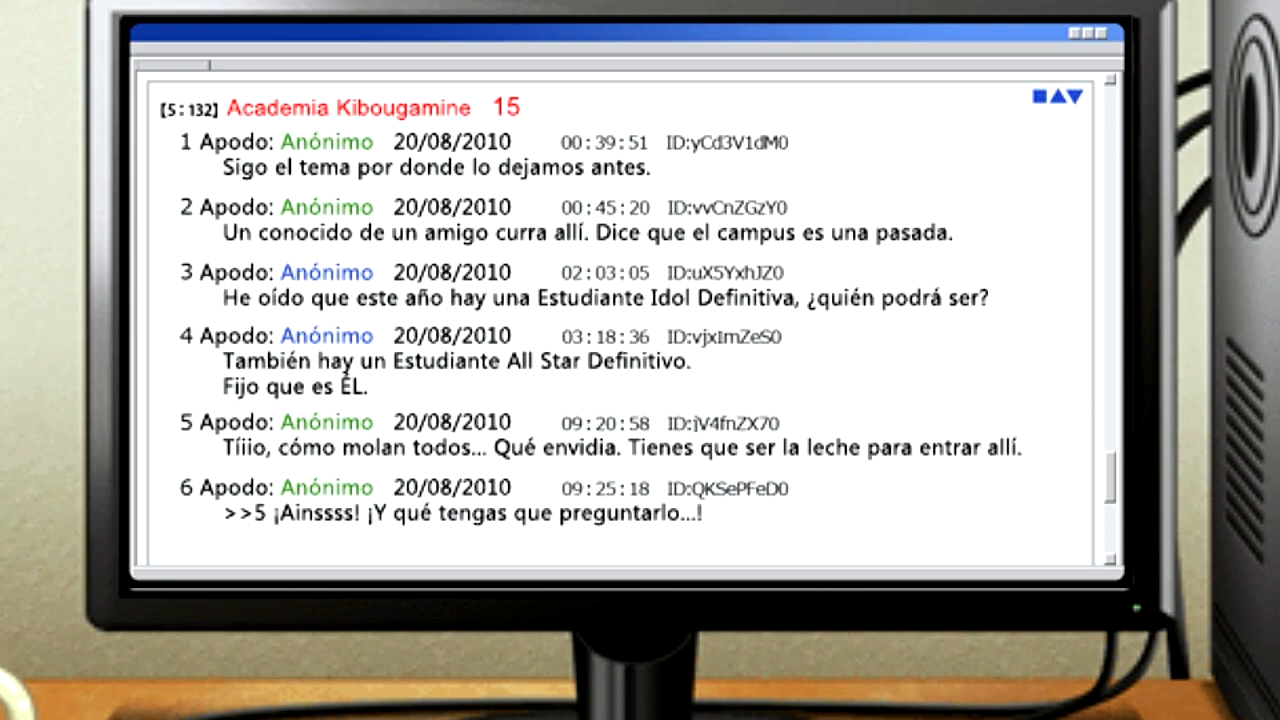 [5:132] Academia Kibougamine 15
1 Apodo: Anónimo 20/08/2010 00:39:51 ID:yCd3V1dM0
Sigo el tema por donde lo dejamos antes.
2 Apodo: Anónimo 20/08/2010 00:45:20 ID:vvCnZGzY0
Un conocido de un amigo curra allí. Dice que el campus es una pasada.
3 Apodo: Anónimo 20/08/2010 02:03:05 ID:uX5YxhJZ0
He oído que este año hay una Estudiante Idol Definitiva, ¿quién podrá ser?
4 Apodo: Anónimo 20/08/2010 03:18:36 ID:vjxImZeS0
También hay un Estudiante All Star Definitivo.
Fijo que es ÉL.
5 Apodo: Anónimo 20/08/2010 09:20:58 ID:jV4fnZX70
Tíiio, cómo molan todos... Qué envidia. Tienes que ser la leche para entrar allí.
6 Apodo: Anónimo 20/08/2010 09:25:18 ID:QKSePFeD0
>>5 ¡Ainssss! ¡Y qué tengas que preguntarlo...!